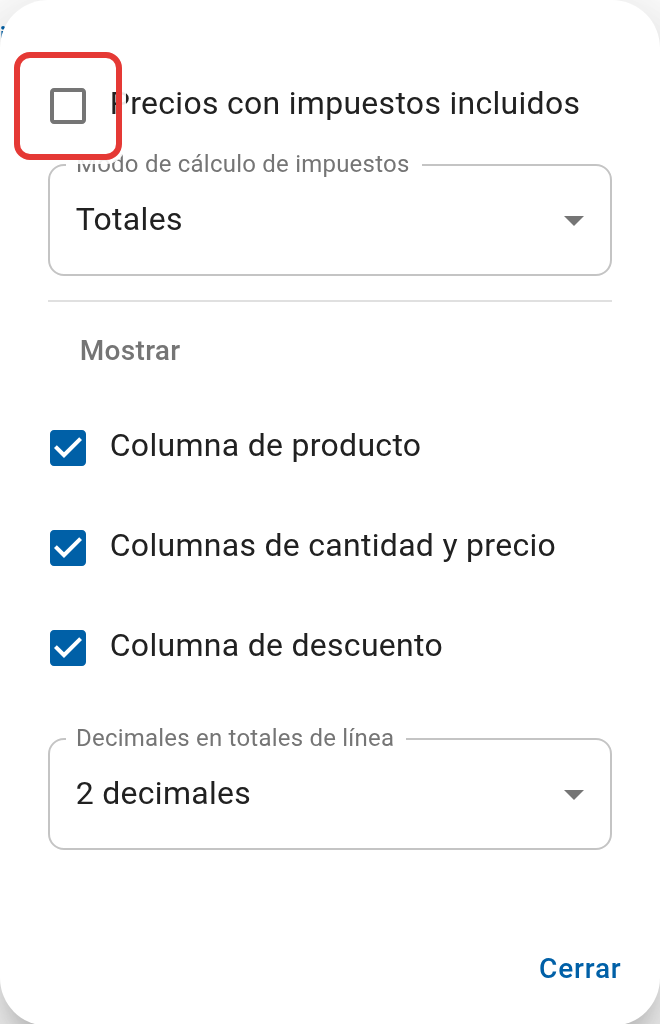 Precios con impuestos incluidos
Modo de cálculo de impuestos
Totales
Mostrar
Columna de producto
Columnas de cantidad y precio
Columna de descuento
Decimales en totales de línea
2 decimales
Cerrar